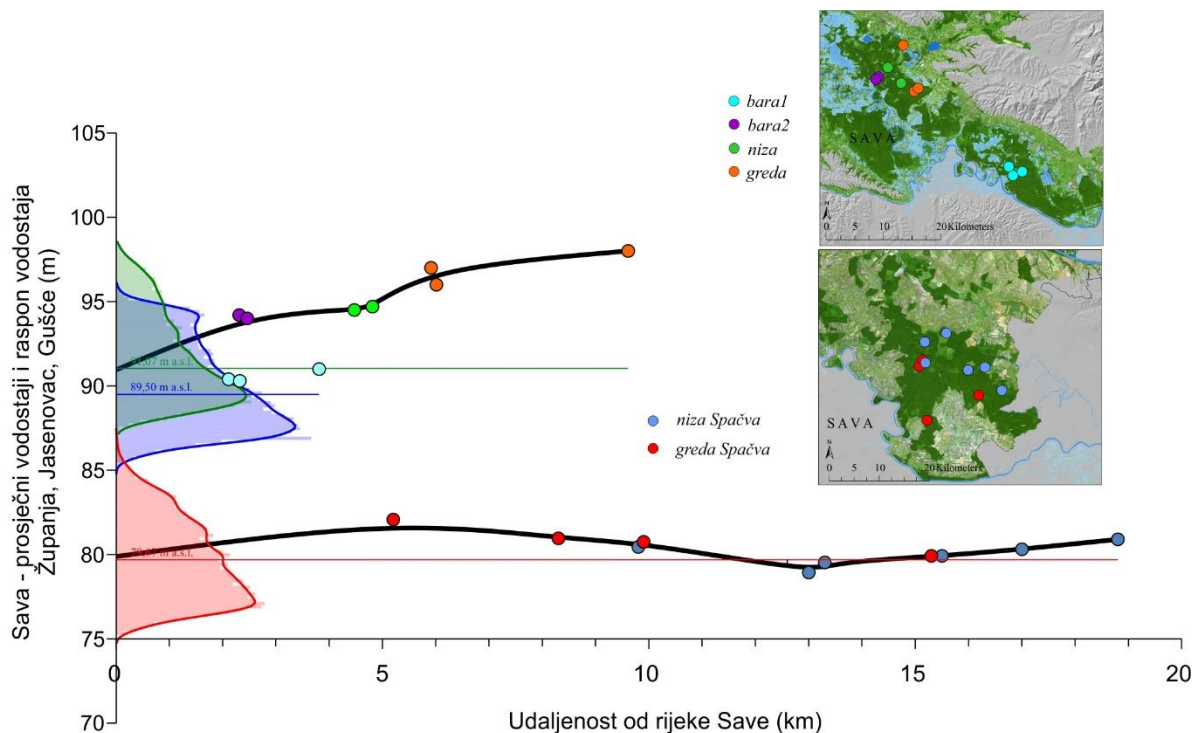 Sava - prosječni vodostaji i raspon vodostaja
Županja, Jasenovac, Gušće (m)
105
100
95
90
85
80
75
70
91,07 m a.s.l.
89,50 m a.s.l.
bara1
bara2
niza
greda
niza Spačva
greda Spačva
SAVA
N
0 5 10 20 Kilometers
SAVA
N
0 5 10 20 Kilometers
0 5 10 15 20
Udaljenost od rijeke Save (km)